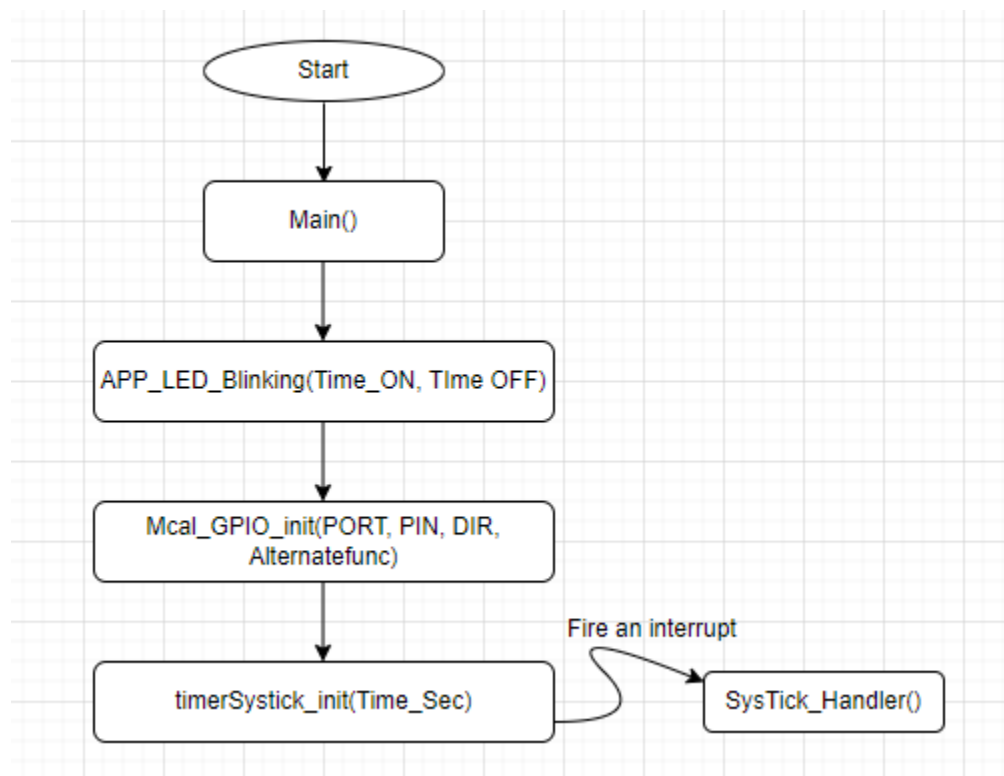 Start
Main()
APP_LED_Blinking(Time_ON, TIme OFF)
Mcal_GPIO_init(PORT, PIN, DIR,
Alternatefunc)
Fire an interrupt
timerSystick_init(Time_Sec)
SysTick_Handler()